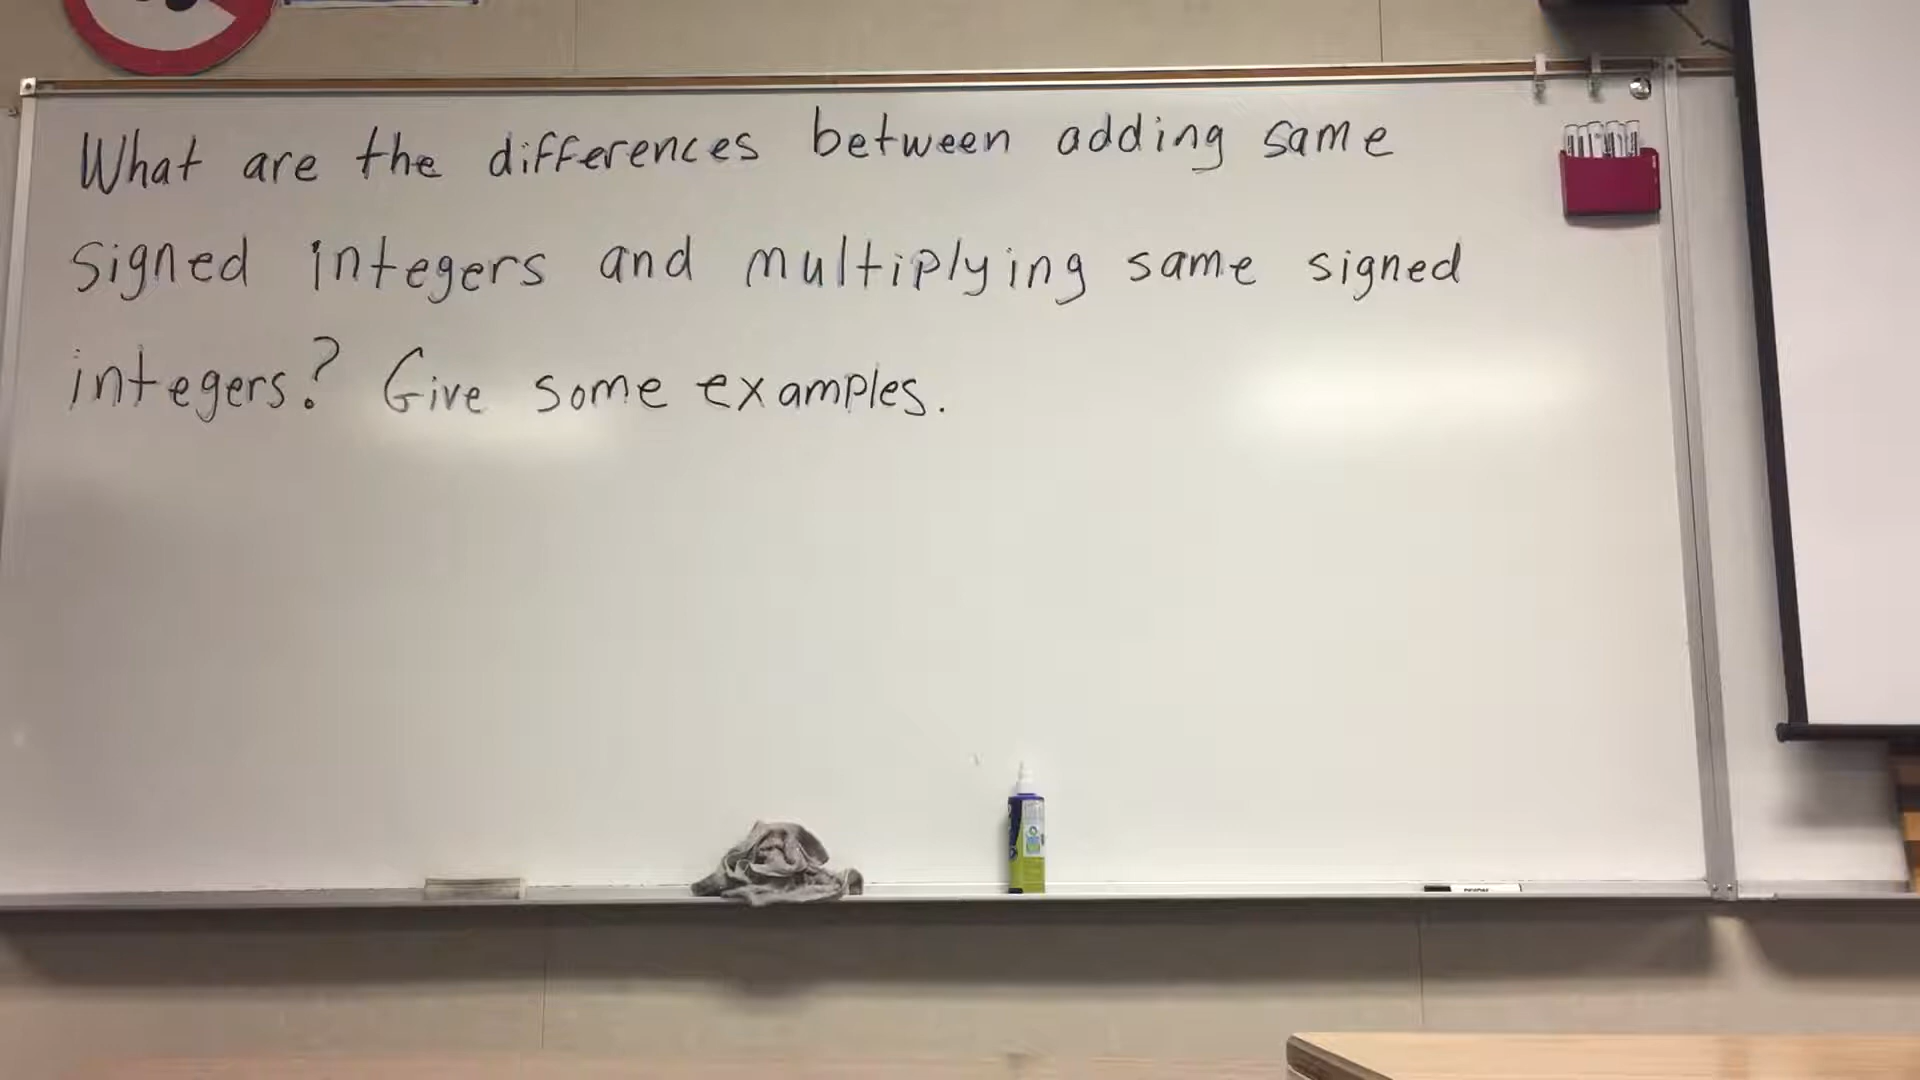 What are the differences between adding same
signed integers and multiplying same signed
integers? Give some examples.